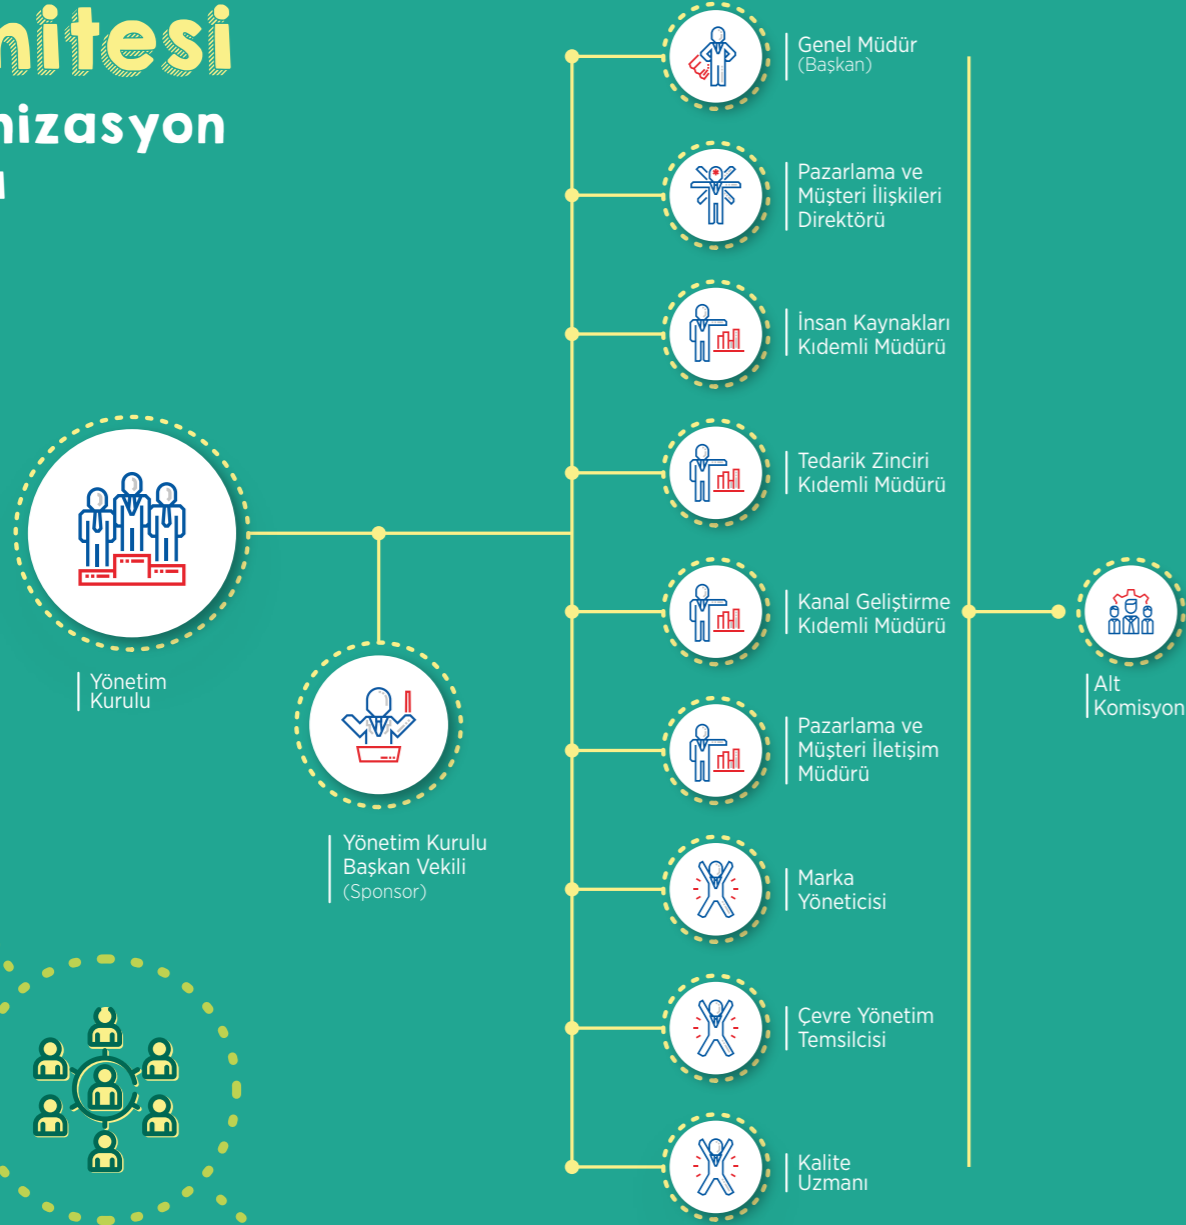 mitesi
nizasyon
Genel Müdür
(Başkan)
Pazarlama ve
Müşteri İlişkileri
Direktörü
İnsan Kaynakları
Kıdemli Müdürü
Tedarik Zinciri
Kıdemli Müdürü
Kanal Geliştirme
Kıdemli Müdürü
Pazarlama ve
Müşteri İletişim
Müdürü
Marka
Yöneticisi
Çevre Yönetim
Temsilcisi
Kalite
Uzmanı
Yönetim
Kurulu
Yönetim Kurulu
Başkan Vekili
(Sponsor)
Alt
Komisyon